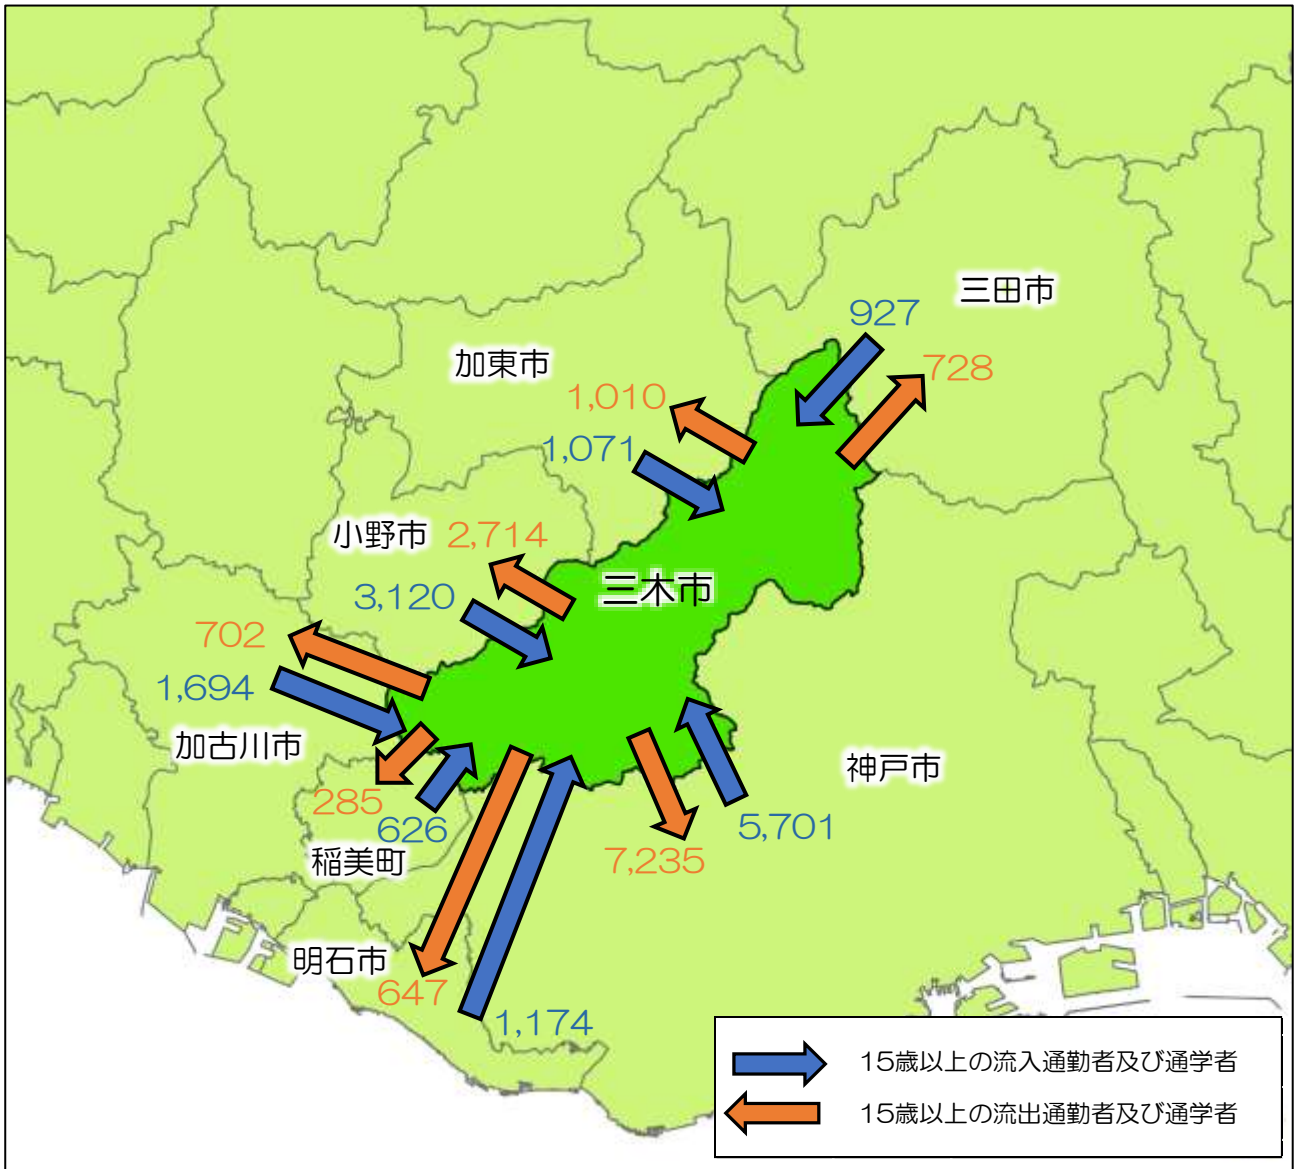 三田市
927
728
加東市
1,010
1,071
小野市
2,714
3,120
三木市
702
1,694
加古川市
285
626
稲美町
神戸市
5,701
7,235
明石市
647
1,174
15歳以上の流入通勤者及び通学者
15歳以上の流出通勤者及び通学者